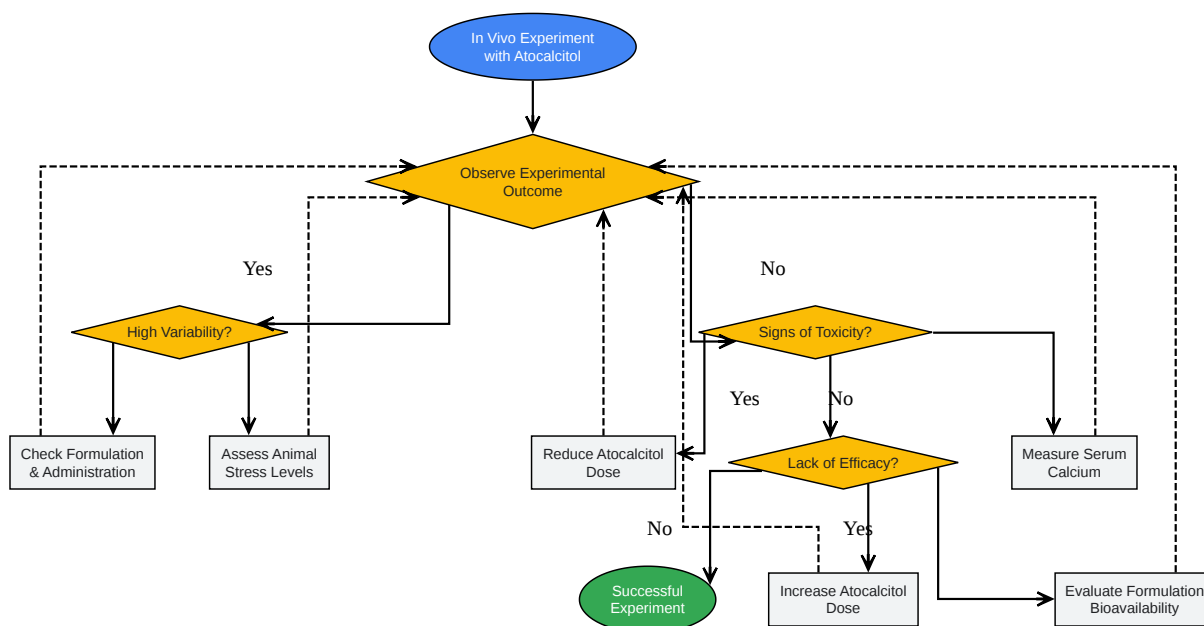 In Vivo Experiment
with Atocalcitol
Observe Experimental
Outcome
Yes
No
High Variability?
Signs of Toxicity?
Yes
No
Check Formulation
& Administration
Assess Animal
Stress Levels
Reduce Atocalcitol
Dose
Lack of Efficacy?
Measure Serum
Calcium
No
Yes
Successful
Experiment
Increase Atocalcitol
Dose
Evaluate Formulation
Bioavailability